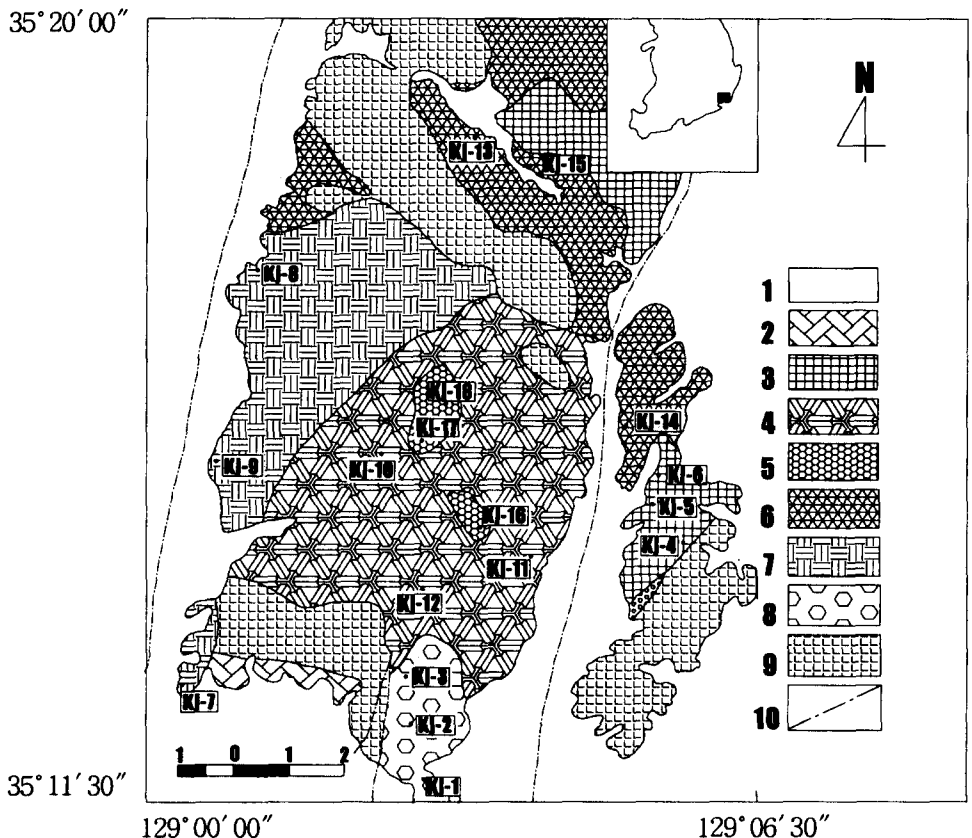 35° 20′ 00″
N
Kj-13
Kj-15
Kj-8
1
2
3
4
5
6
7
8
9
10
Kj-18
Kj-17
Kj-14
Kj-9
Kj-10
Kj-6
Kj-5
Kj-16
Kj-4
Kj-11
Kj-12
Kj-3
Kj-7
Kj-2
1 0 1 2
Kj-1
35° 11′ 30″
129° 00′ 00″
129° 06′ 30″